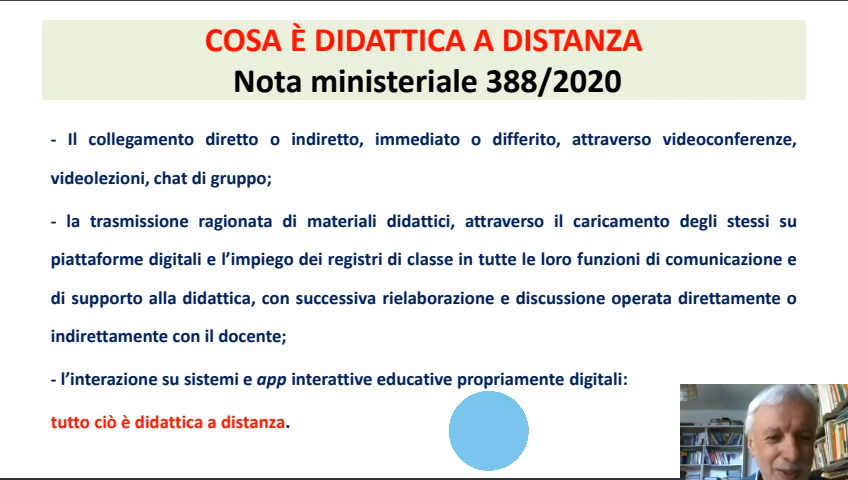 COSA È DIDATTICA A DISTANZA
Nota ministeriale 388/2020
- Il collegamento diretto o indiretto, immediato o differito, attraverso videoconferenze,
videolezioni, chat di gruppo;
- la trasmissione ragionata di materiali didattici, attraverso il caricamento degli stessi su
piattaforme digitali e l’impiego dei registri di classe in tutte le loro funzioni di comunicazione e
di supporto alla didattica, con successiva rielaborazione e discussione operata direttamente o
indirettamente con il docente;
- l’interazione su sistemi e app interattive educative propriamente digitali:
tutto ciò è didattica a distanza.